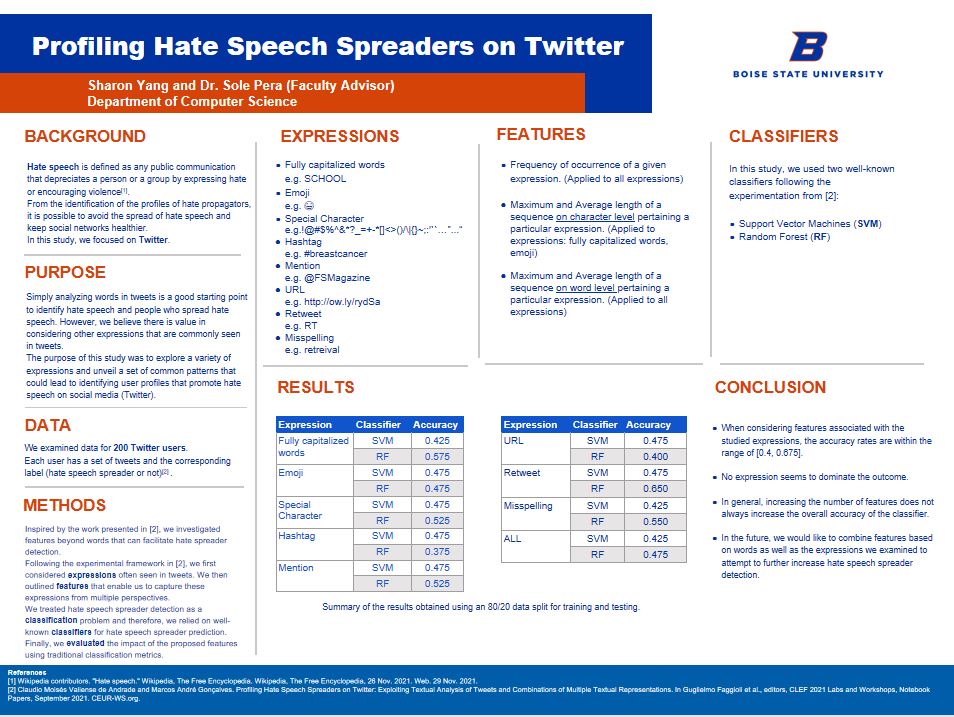 Profiling Hate Speech Spreaders on Twitter
Sharon Yang and Dr. Sole Pera (Faculty Advisor)
Department of Computer Science
B
BOISE STATE UNIVERSITY
BACKGROUND
Hate speech is defined as any public communication
that depreciates a person or a group by expressing hate
or encouraging violence[1].
From the identification of the profiles of hate propagators,
it is possible to avoid the spread of hate speech and
keep social networks healthier.
In this study, we focused on Twitter.
PURPOSE
Simply analyzing words in tweets is a good starting point
to identify hate speech and people who spread hate
speech. However, we believe there is value in
considering other expressions that are commonly seen
in tweets.
The purpose of this study was to explore a variety of
expressions and unveil a set of common patterns that
could lead to identifying user profiles that promote hate
speech on social media (Twitter).
DATA
We examined data for 200 Twitter users.
Each user has a set of tweets and the corresponding
label (hate speech spreader or not)[2] .
METHODS
Inspired by the work presented in [2], we investigated
features beyond words that can facilitate hate spreader
detection.
Following the experimental framework in [2], we first
considered expressions often seen in tweets. We then
outlined features that enable us to capture these
expressions from multiple perspectives.
We treated hate speech spreader detection as a
classification problem and therefore, we relied on well-
known classifiers for hate speech spreader prediction.
Finally, we evaluated the impact of the proposed features
using traditional classification metrics.
EXPRESSIONS
▪ Fully capitalized words
e.g. SCHOOL
▪ Emoji
e.g. 😂
▪ Special Character
e.g.!@#$%^&*?_=+-*[]<>()/\|{}~;:'"`…”...“
● Hashtag
e.g. #breastcancer
● Mention
e.g. @FSMagazine
● URL
e.g. http://ow.ly/rydSa
● Retweet
e.g. RT
● Misspelling
e.g. retreival
FEATURES
▪ Frequency of occurrence of a given
expression. (Applied to all expressions)
● Maximum and Average length of a
sequence on character level pertaining a
particular expression. (Applied to
expressions: fully capitalized words,
emoji)
● Maximum and Average length of a
sequence on word level pertaining a
particular expression. (Applied to all
expressions)
CLASSIFIERS
In this study, we used two well-known
classifiers following the
experimentation from [2]:
▪ Support Vector Machines (SVM)
▪ Random Forest (RF)
RESULTS
Expression Classifier Accuracy
Fully capitalized words SVM 0.425
RF 0.575
Emoji SVM 0.475
RF 0.475
Special Character SVM 0.475
RF 0.525
Hashtag SVM 0.475
RF 0.375
Mention SVM 0.475
RF 0.525
Expression Classifier Accuracy
URL SVM 0.475
RF 0.400
Retweet SVM 0.475
RF 0.650
Misspelling SVM 0.425
RF 0.550
ALL SVM 0.425
RF 0.475
Summary of the results obtained using an 80/20 data split for training and testing.
CONCLUSION
▪ When considering features associated with the
studied expressions, the accuracy rates are within the
range of [0.4, 0.675].
▪ No expression seems to dominate the outcome.
▪ In general, increasing the number of features does not
always increase the overall accuracy of the classifier.
▪ In the future, we would like to combine features based
on words as well as the expressions we examined to
attempt to further increase hate speech spreader
detection.
References
[1] Wikipedia contributors. "Hate speech." Wikipedia, The Free Encyclopedia. Wikipedia, The Free Encyclopedia, 26 Nov. 2021. Web. 29 Nov. 2021.
[2] Claudio Moisés Valiense de Andrade and Marcos André Gonçalves. Profiling Hate Speech Spreaders on Twitter: Exploiting Textual Analysis of Tweets and Combinations of Multiple Textual Representations. In Guglielmo Faggioli et al., editors, CLEF 2021 Labs and Workshops, Notebook
Papers, September 2021. CEUR-WS.org.